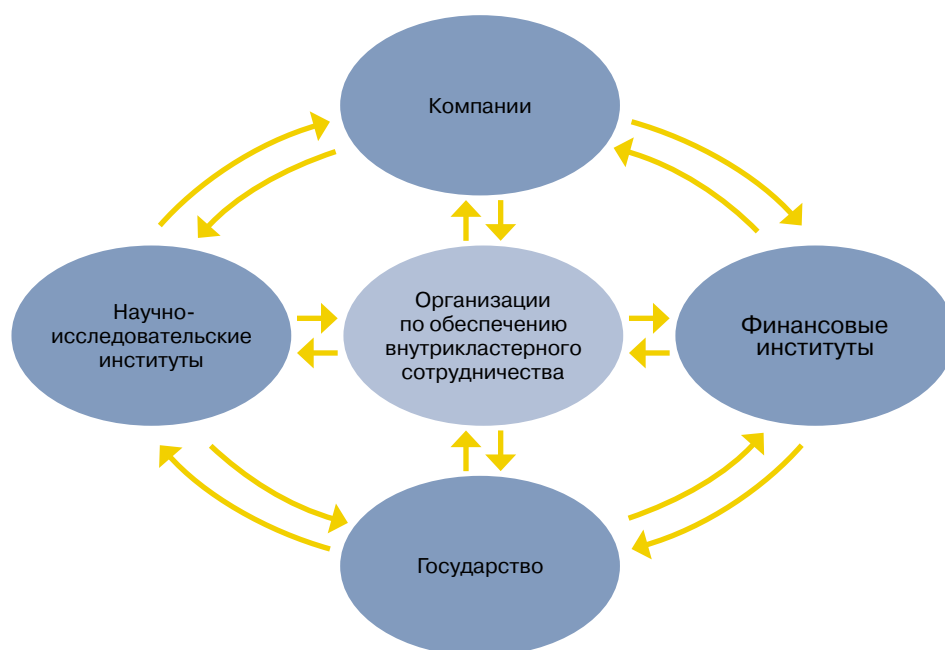 Компании
Научно-
исследовательские
институты
Организации
по обеспечению
внутрикластерного
сотрудничества
Финансовые
институты
Государство